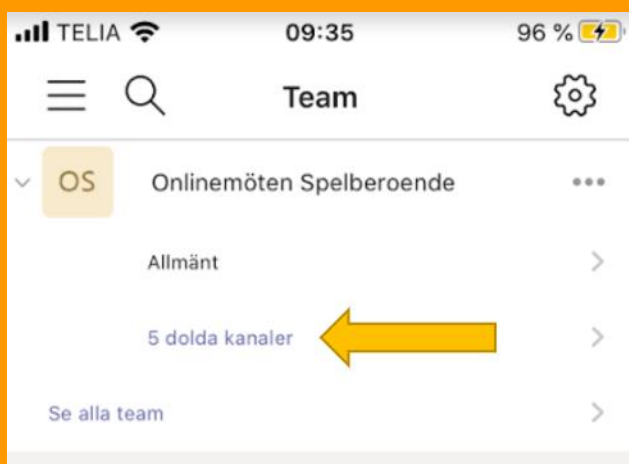 TELIA 09:35 96 %
Team
OS Onlinemöten Spelberoende
Allmänt
5 dolda kanaler
Se alla team